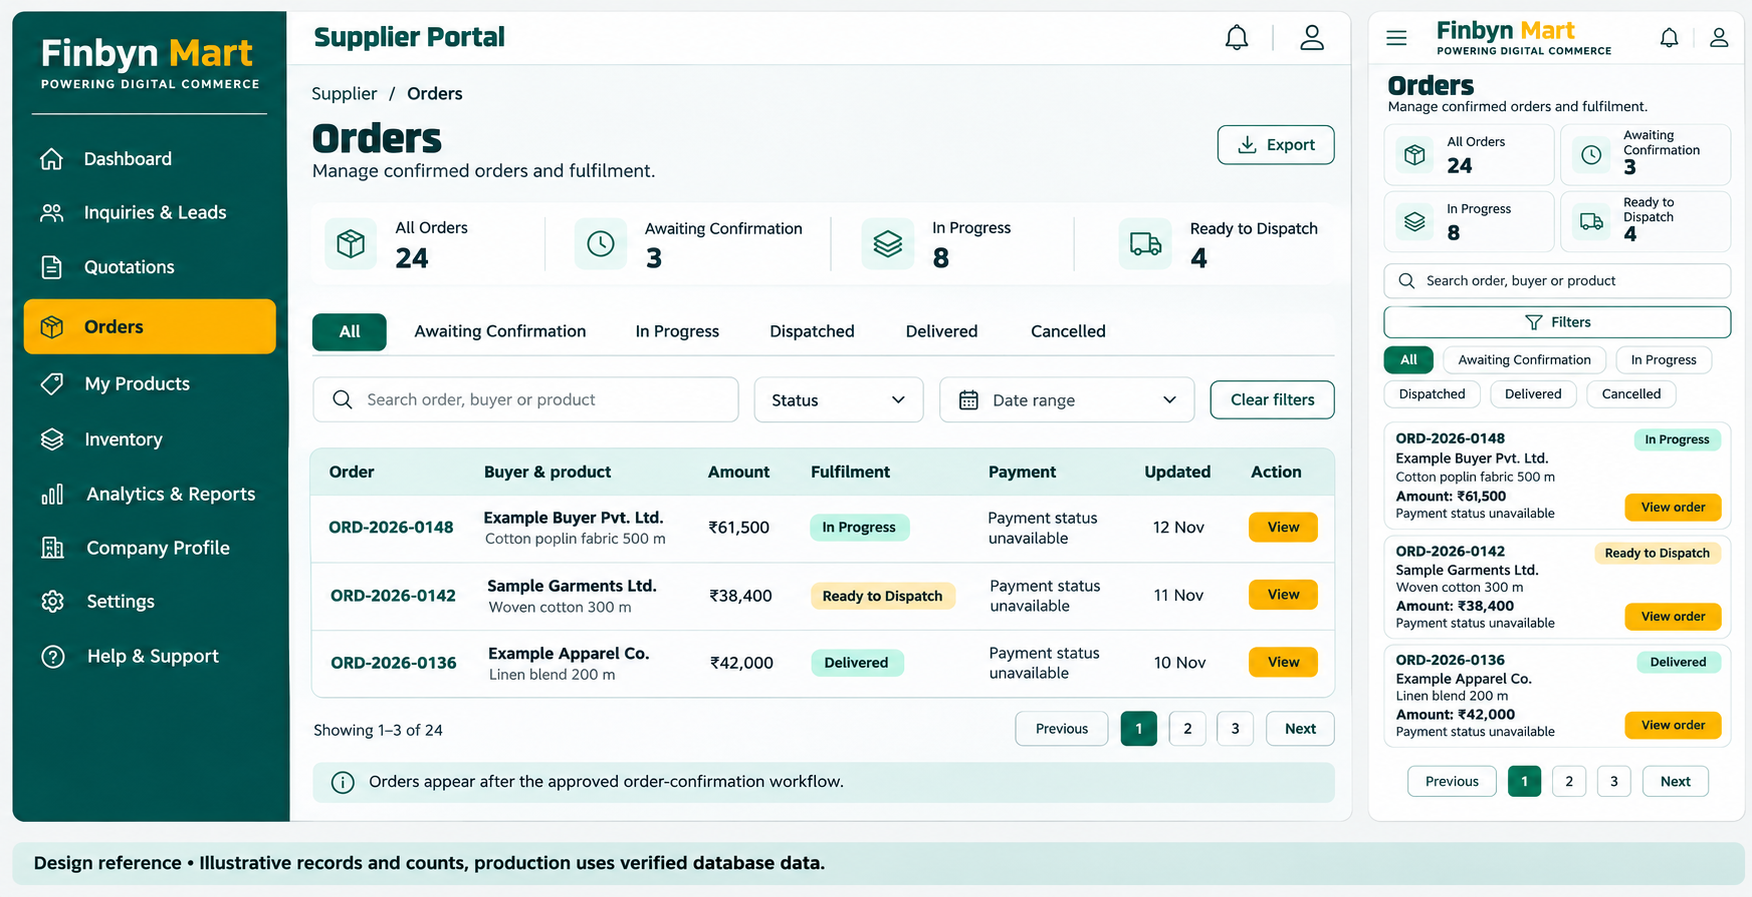 Finbyn Mart
POWERING DIGITAL COMMERCE
Dashboard
Inquiries & Leads
Quotations
Orders
My Products
Inventory
Analytics & Reports
Company Profile
Settings
Help & Support
Supplier Portal
Supplier / Orders
Orders
Manage confirmed orders and fulfilment.
Export
All Orders
24
Awaiting Confirmation
3
In Progress
8
Ready to Dispatch
4
All Awaiting Confirmation In Progress Dispatched Delivered Cancelled
Search order, buyer or product Status Date range Clear filters
Order Buyer & product Amount Fulfilment Payment Updated Action
ORD-2026-0148 Example Buyer Pvt. Ltd. ₹61,500 In Progress Payment status 12 Nov View
Cotton poplin fabric 500 m unavailable
ORD-2026-0142 Sample Garments Ltd. ₹38,400 Ready to Dispatch Payment status 11 Nov View
Woven cotton 300 m unavailable
ORD-2026-0136 Example Apparel Co. ₹42,000 Delivered Payment status 10 Nov View
Linen blend 200 m unavailable
Showing 1–3 of 24 Previous 1 2 3 Next
Orders appear after the approved order-confirmation workflow.
Finbyn Mart
POWERING DIGITAL COMMERCE
Orders
Manage confirmed orders and fulfilment.
All Orders
24
Awaiting
Confirmation
3
In Progress
8
Ready to
Dispatch
4
Search order, buyer or product
Filters
All Awaiting Confirmation In Progress
Dispatched Delivered Cancelled
ORD-2026-0148 In Progress
Example Buyer Pvt. Ltd.
Cotton poplin fabric 500 m
Amount: ₹61,500
Payment status unavailable
View order
ORD-2026-0142 Ready to Dispatch
Sample Garments Ltd.
Woven cotton 300 m
Amount: ₹38,400
Payment status unavailable
View order
ORD-2026-0136 Delivered
Example Apparel Co.
Linen blend 200 m
Amount: ₹42,000
Payment status unavailable
View order
Previous 1 2 3 Next
Design reference • Illustrative records and counts, production uses verified database data.